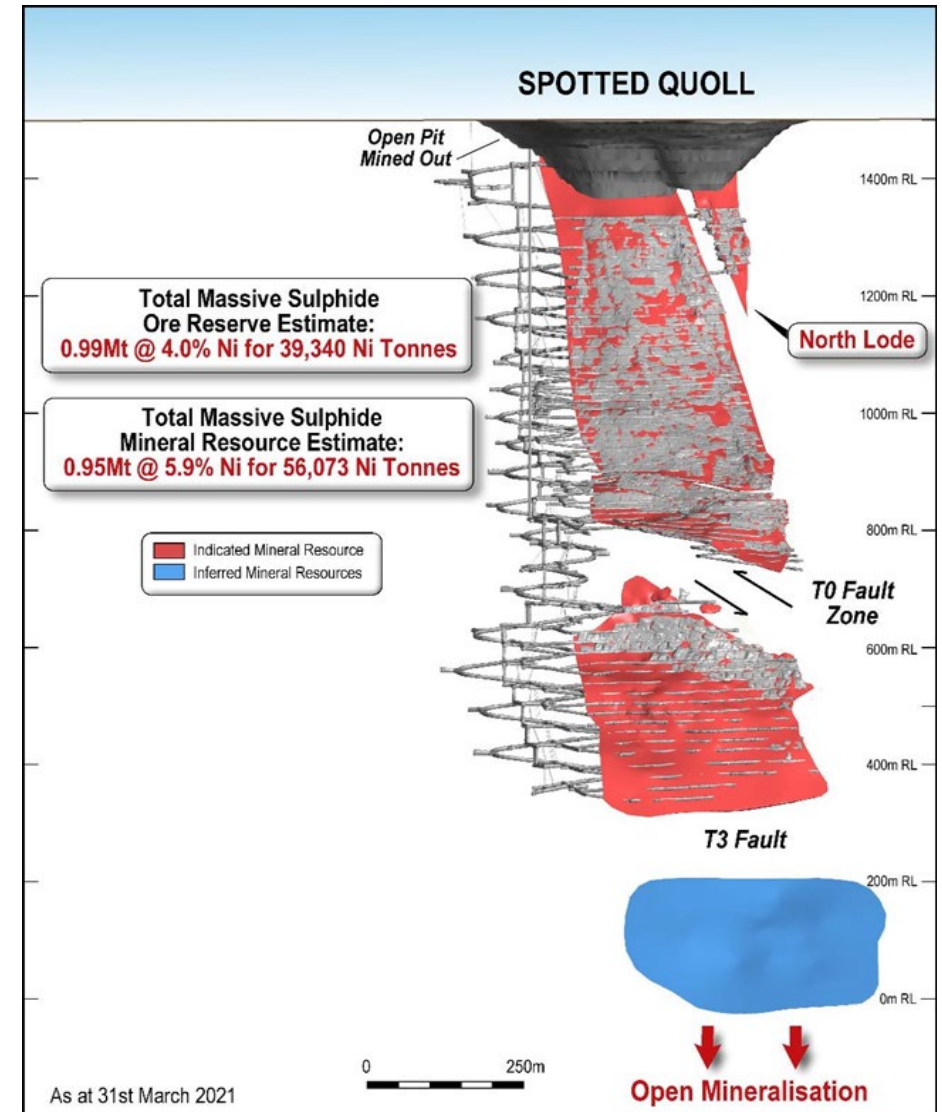 SPOTTED QUOLL
Open Pit
Mined Out
1400m RL
Total Massive Sulphide
Ore Reserve Estimate:
0.99Mt @ 4.0% Ni for 39,340 Ni Tonnes
1200m RL
North Lode
Total Massive Sulphide
Mineral Resource Estimate:
0.95Mt @ 5.9% Ni for 56,073 Ni Tonnes
1000m RL
Indicated Mineral Resource
Inferred Mineral Resources
800m RL
T0 Fault
Zone
600m RL
400m RL
T3 Fault
200m RL
0m RL
0 250m
Open Mineralisation
As at 31st March 2021